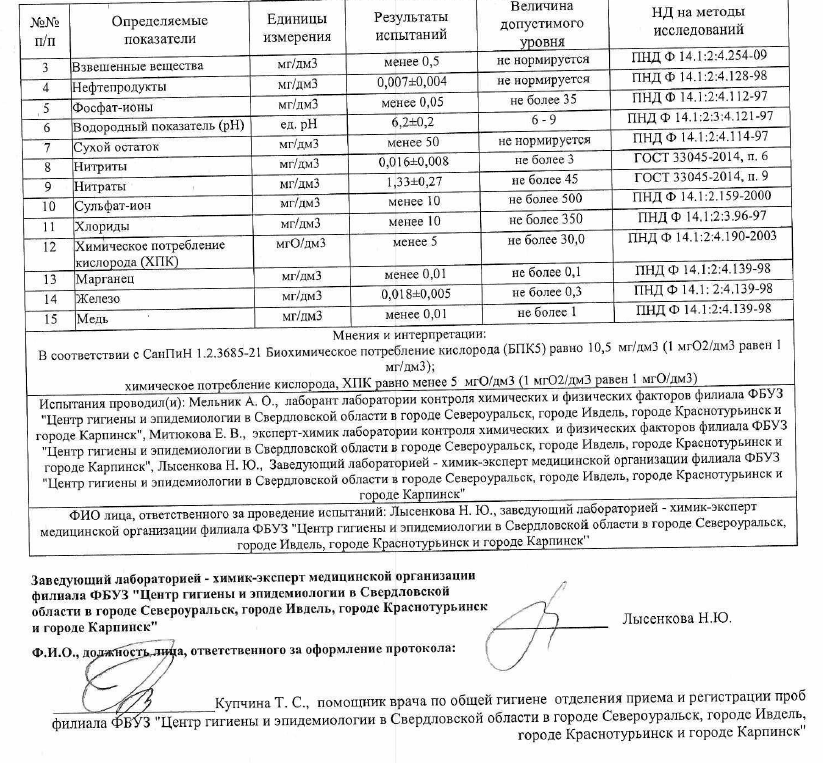 №№ п/п | Определяемые показатели | Единицы измерения | Результаты испытаний | Величина допустимого уровня | НД на методы исследований
3 | Взвешенные вещества | мг/дм3 | менее 0,5 | не нормируется | ПНД Ф 14.1:2:4.254-09
4 | Нефтепродукты | мг/дм3 | 0,007±0,004 | не нормируется | ПНД Ф 14.1:2:4.128-98
5 | Фосфат-ионы | мг/дм3 | менее 0,05 | не более 35 | ПНД Ф 14.1:2:4.112-97
6 | Водородный показатель (рН) | ед. рН | 6,2±0,2 | 6 - 9 | ПНД Ф 14.1:2:3:4.121-97
7 | Сухой остаток | мг/дм3 | менее 50 | не нормируется | ПНД Ф 14.1:2:4.114-97
8 | Нитриты | мг/дм3 | 0,016±0,008 | не более 3 | ГОСТ 33045-2014, п. 6
9 | Нитраты | мг/дм3 | 1,33±0,27 | не более 45 | ГОСТ 33045-2014, п. 9
10 | Сульфат-ион | мг/дм3 | менее 10 | не более 500 | ПНД Ф 14.1:2.159-2000
11 | Хлориды | мг/дм3 | менее 10 | не более 350 | ПНД Ф 14.1:2:3.96-97
12 | Химическое потребление кислорода (ХПК) | мгО/дм3 | менее 5 | не более 30,0 | ПНД Ф 14.1:2:4.190-2003
13 | Марганец | мг/дм3 | менее 0,01 | не более 0,1 | ПНД Ф 14.1:2:4.139-98
14 | Железо | мг/дм3 | 0,018±0,005 | не более 0,3 | ПНД Ф 14.1: 2:4.139-98
15 | Медь | мг/дм3 | менее 0,01 | не более 1 | ПНД Ф 14.1:2:4.139-98
Мнения и интерпретации:
В соответствии с СанПиН 1.2.3685-21 Биохимическое потребление кислорода (БПК5) равно 10,5 мг/дм3 (1 мгО2/дм3 равен 1
мг/дм3);
химическое потребление кислорода, ХПК равно менее 5 мгО/дм3 (1 мгО2/дм3 равен 1 мгО/дм3)
Испытания проводил(и): Мельник А. О., лаборант лаборатории контроля химических и физических факторов филиала ФБУЗ
"Центр гигиены и эпидемиологии в Свердловской области в городе Североуральск, городе Ивдель, городе Краснотурьинск и
городе Карпинск", Митюкова Е. В., эксперт-химик лаборатории контроля химических и физических факторов филиала ФБУЗ
"Центр гигиены и эпидемиологии в Свердловской области в городе Североуральск, городе Ивдель, городе Краснотурьинск и
городе Карпинск", Лысенкова Н. Ю., Заведующий лабораторией - химик-эксперт медицинской организации филиала ФБУЗ
"Центр гигиены и эпидемиологии в Свердловской области в городе Североуральск, городе Ивдель, городе Краснотурьинск и
городе Карпинск"
ФИО лица, ответственного за проведение испытаний: Лысенкова Н. Ю., заведующий лабораторией - химик-эксперт
медицинской организации филиала ФБУЗ "Центр гигиены и эпидемиологии в Свердловской области в городе Североуральск,
городе Ивдель, городе Краснотурьинск и городе Карпинск"
Заведующий лабораторией - химик-эксперт медицинской организации
филиала ФБУЗ "Центр гигиены и эпидемиологии в Свердловской
области в городе Североуральск, городе Ивдель, городе Краснотурьинск
и городе Карпинск"
Лысенкова Н.Ю.
Ф.И.О., должность лица, ответственного за оформление протокола:
Купчина Т. С., помощник врача по общей гигиене отделения приема и регистрации проб
филиала ФБУЗ "Центр гигиены и эпидемиологии в Свердловской области в городе Североуральск, городе Ивдель,
городе Краснотурьинск и городе Карпинск"